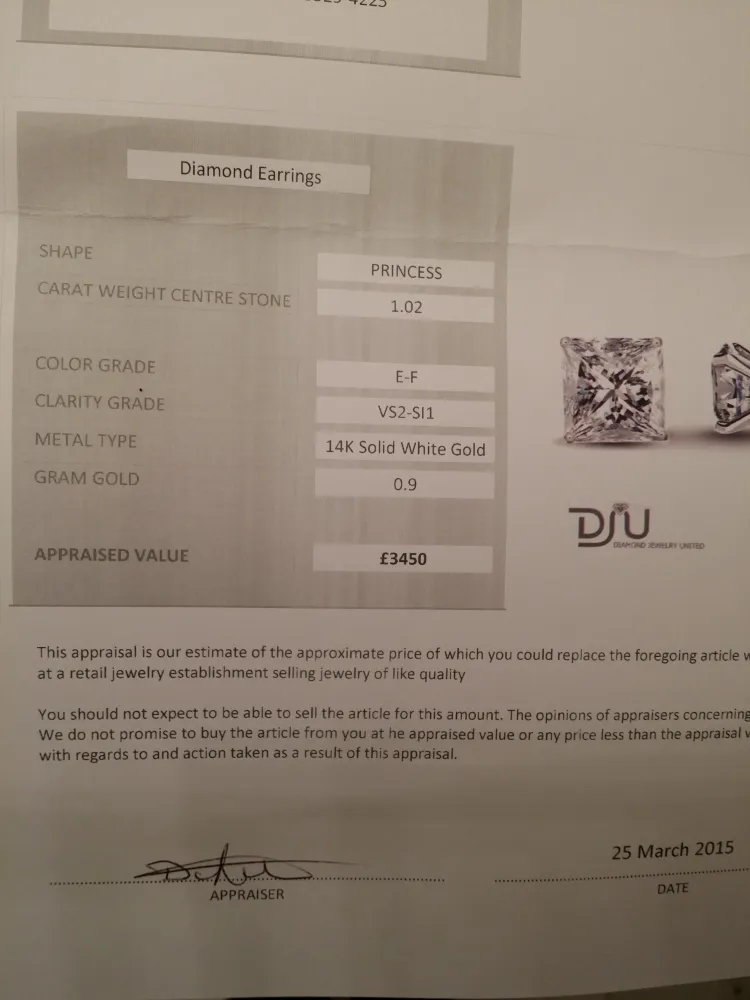 4223
Diamond Earrings
SHAPE
PRINCESS
CARAT WEIGHT CENTRE STONE
1.02
COLOR GRADE
E-F
CLARITY GRADE
VS2-SI1
METAL TYPE
14K Solid White Gold
GRAM GOLD
0.9
APPRAISED VALUE
£3450
DJU
DIAMOND JEWELRY UNITED
This appraisal is our estimate of the approximate price of which you could replace the foregoing article
at a retail jewelry establishment selling jewelry of like quality
You should not expect to be able to sell the article for this amount. The opinions of appraisers concerning
We do not promise to buy the article from you at he appraised value or any price less than the appraisal
with regards to and action taken as a result of this appraisal.
25 March 2015
APPRAISER
DATE